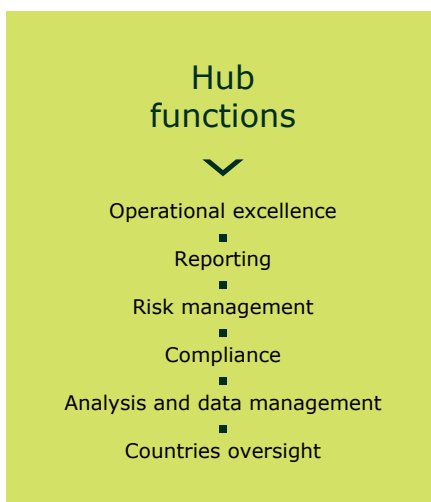 Hub
functions
Operational excellence
Reporting
Risk management
Compliance
Analysis and data management
Countries oversight